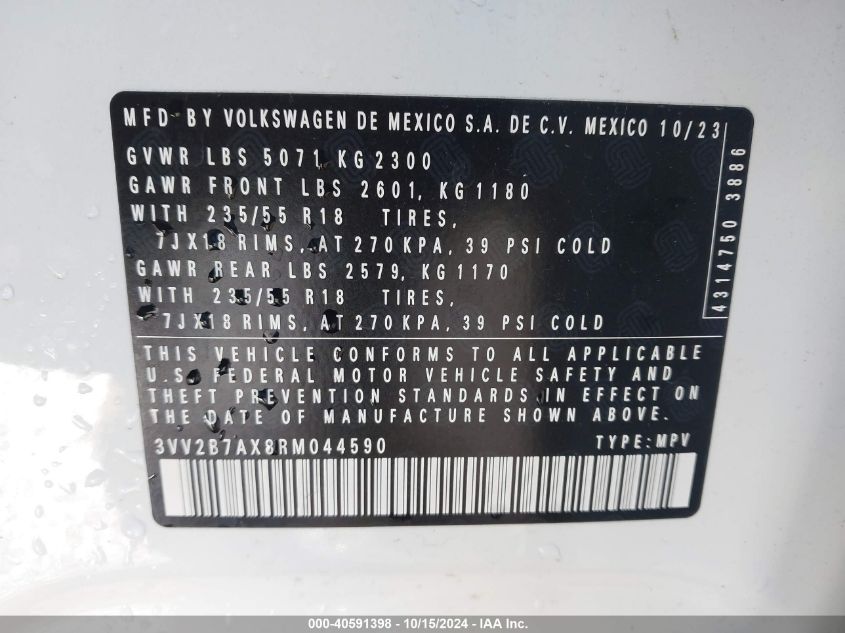 MFD BY VOLKSWAGEN DE MEXICO S.A. DE C.V. MEXICO 10/23
GVWR LBS 5071 KG 2300
GAWR FRONT LBS 2601, KG 1180
WITH 235/55 R18 TIRES,
7JX18 RIMS, AT 270 KPA, 39 PSI COLD
GAWR REAR LBS 2579, KG 1170
WITH 235/55 R18 TIRES,
7JX18 RIMS, AT 270 KPA, 39 PSI COLD
4314750 3886
THIS VEHICLE CONFORMS TO ALL APPLICABLE
U.S. FEDERAL MOTOR VEHICLE SAFETY AND
THEFT PREVENTION STANDARDS IN EFFECT ON
THE DATE OF MANUFACTURE SHOWN ABOVE.
3VV2B7AX8RM044590 TYPE: MPV
000-40591398 - 10/15/2024 - IAA Inc.